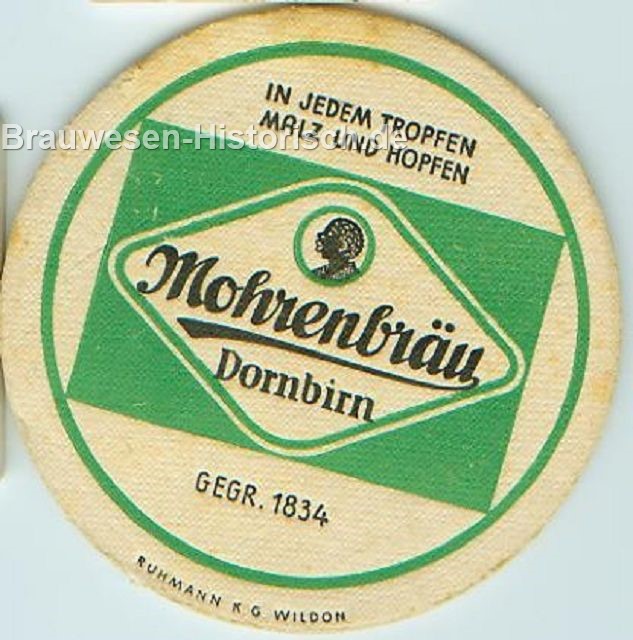 IN JEDEM TROPFEN
MALZ UND HOPFEN
Brauwesen-Historisch.de
Mohrenbräu
Dornbirn
GEGR. 1834
RUHMANN K G WILDON